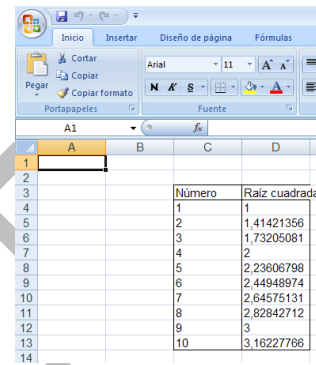 Inicio Insertar Diseño de página Fórmulas
Cortar
Copiar
Copiar formato
Pegar
Arial 11 A A
N K S A
Portapapeles Fuente
A1 fx
A B C D
1
2
3 Número Raíz cuadrada
4 1 1
5 2 1,41421356
6 3 1,73205081
7 4 2
8 5 2,23606798
9 6 2,44948974
10 7 2,64575131
11 8 2,82842712
12 9 3
13 10 3,16227766
14